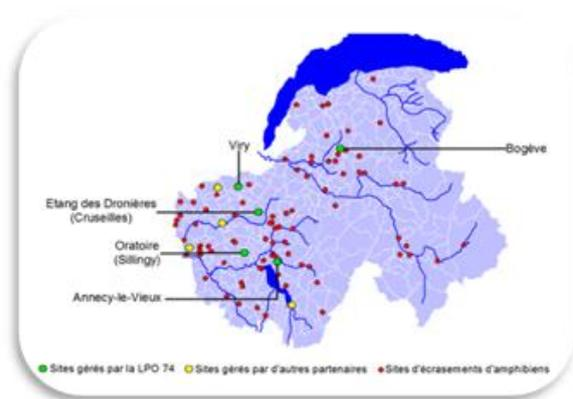 Viry
Bogève
Etang des Dronières
(Cruseilles)
Oratoire
(Sillingy)
Annecy-le-Vieux
Sites gérés par la LPO 74
Sites gérés par d'autres partenaires
Sites d'écrasements d'amphibiens